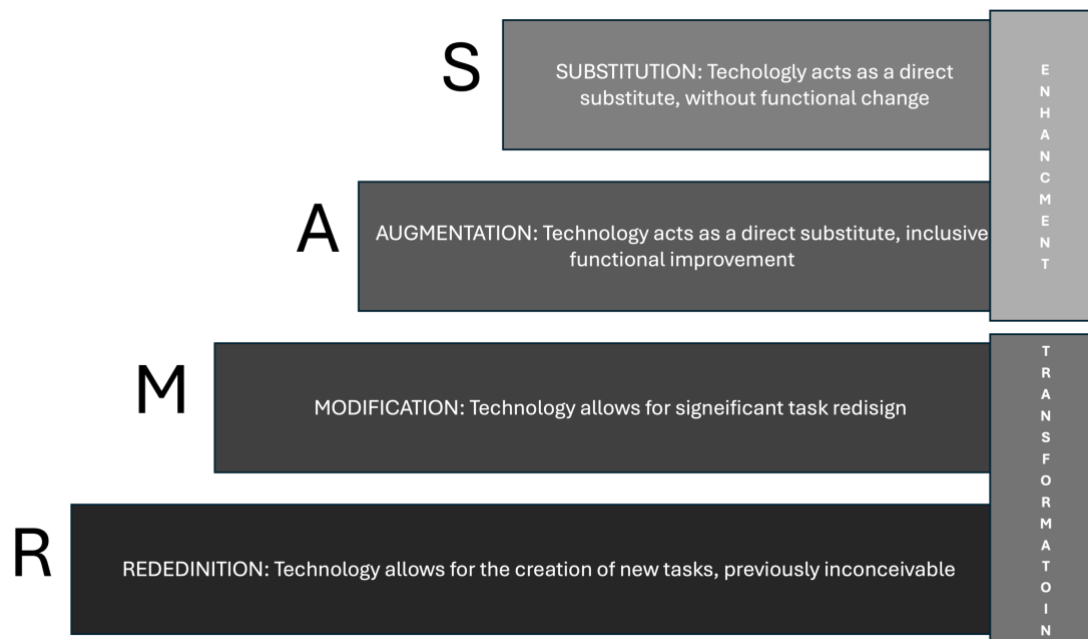 S
SUBSTITUTION: Techologly acts as a direct
substitute, without functional change
A
AUGMENTATION: Technology acts as a direct substitute, inclusive
functional improvement
ENHANCMENT
M
MODIFICATION: Technology allows for signeificant task redisign
R
REDEDINITION: Technology allows for the creation of new tasks, previously inconceivable
TRANSFORMATOIN